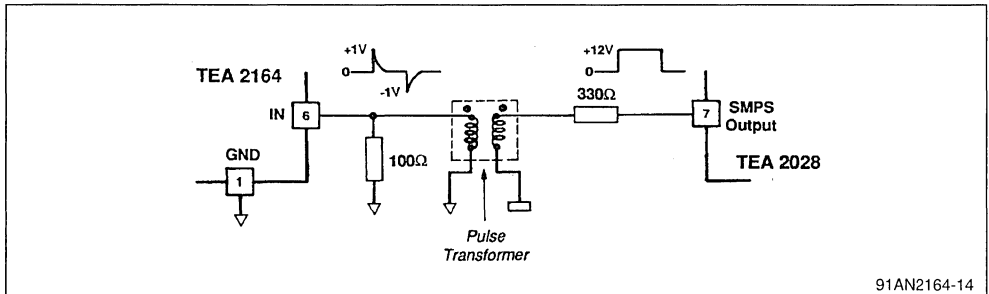 +1V
0
-1V
+12V
0
TEA 2164
IN
6
330Ω
7
SMPS
Output
GND
1
100Ω
TEA 2028
Pulse
Transformer
91AN2164-14